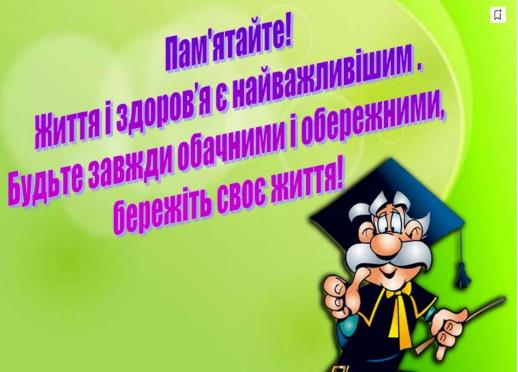 Пам'ятайте!
Життя і здоров'я є найважливішим .
Будьте завжди обачними і обережними,
бережіть своє життя!